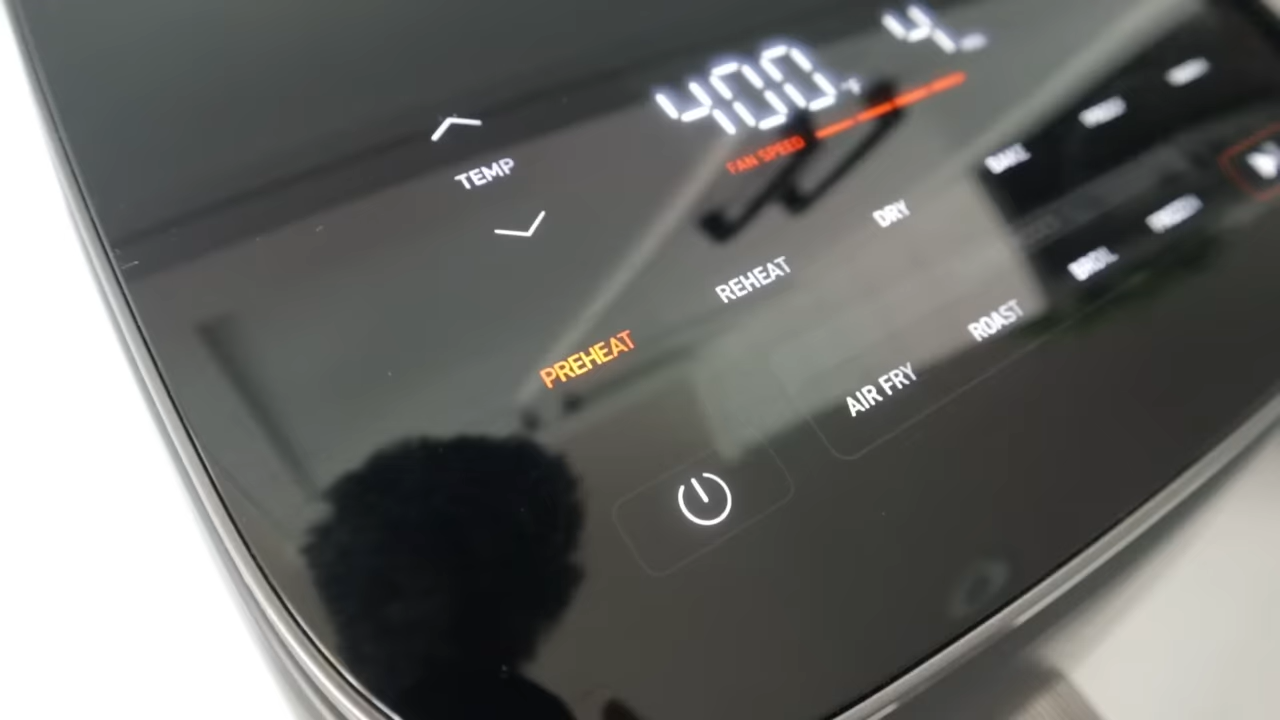 400°F 4
FAN SPEED
TEMP
BAKE
DRY
REHEAT
PREHEAT
BROIL
ROAST
AIR FRY